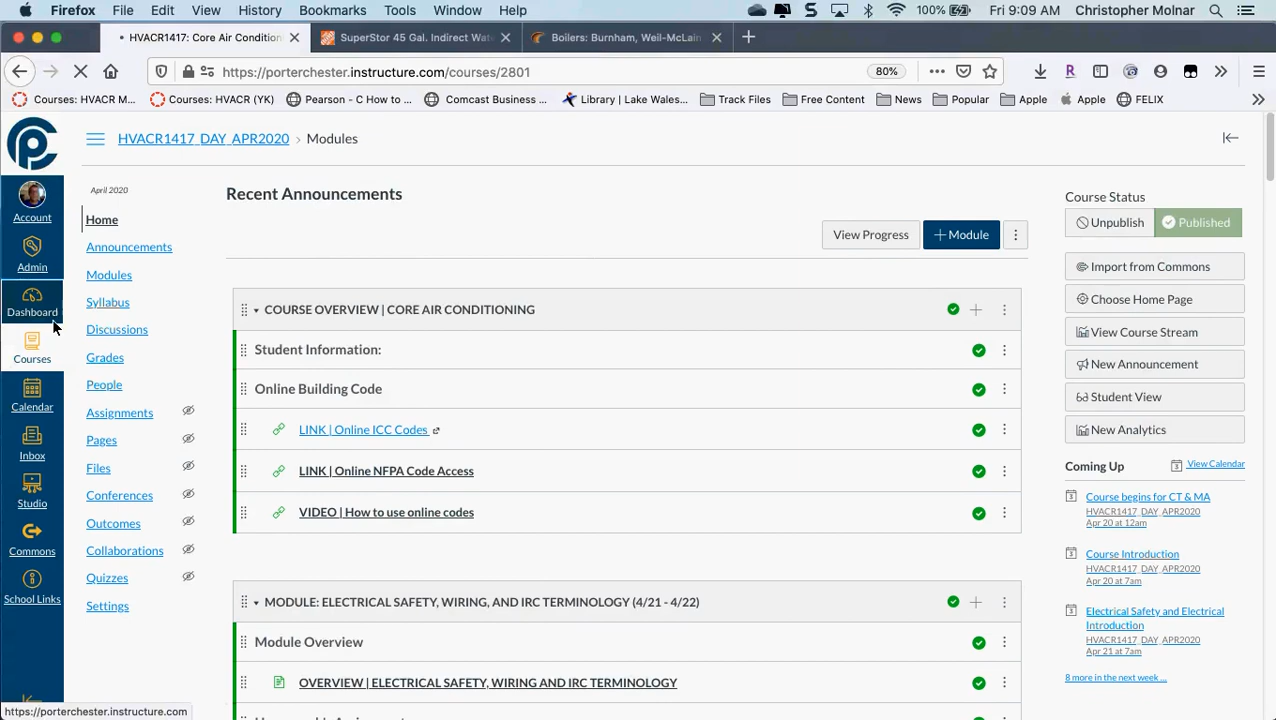 Firefox File Edit View History Bookmarks Tools Window Help 100% Fri 9:09 AM Christopher Molnar
HVACR1417: Core Air Condition SuperStor 45 Gal. Indirect Wate Boilers: Burnham, Weil-McLain
https://porterchester.instructure.com/courses/2801 80%
Courses: HVACR M... Courses: HVACR (YK) Pearson - C How to ... Comcast Business ... Library | Lake Wales... Track Files Free Content News Popular Apple Apple FELIX
HVACR1417_DAY_APR2020 › Modules
April 2020
Account
Admin
Dashboard
Courses
Calendar
Inbox
Studio
Commons
School Links
Home
Announcements
Modules
Syllabus
Discussions
Grades
People
Assignments
Pages
Files
Conferences
Outcomes
Collaborations
Quizzes
Settings
Recent Announcements
View Progress + Module
COURSE OVERVIEW | CORE AIR CONDITIONING
Student Information:
Online Building Code
LINK | Online ICC Codes
LINK | Online NFPA Code Access
VIDEO | How to use online codes
MODULE: ELECTRICAL SAFETY, WIRING, AND IRC TERMINOLOGY (4/21 - 4/22)
Module Overview
OVERVIEW | ELECTRICAL SAFETY, WIRING AND IRC TERMINOLOGY
Course Status
Unpublish Published
Import from Commons
Choose Home Page
View Course Stream
New Announcement
Student View
New Analytics
Coming Up View Calendar
Course begins for CT & MA
HVACR1417_DAY_APR2020
Apr 20 at 12am
Course Introduction
HVACR1417_DAY_APR2020
Apr 20 at 7am
Electrical Safety and Electrical
Introduction
HVACR1417_DAY_APR2020
Apr 21 at 7am
8 more in the next week ...
https://porterchester.instructure.com